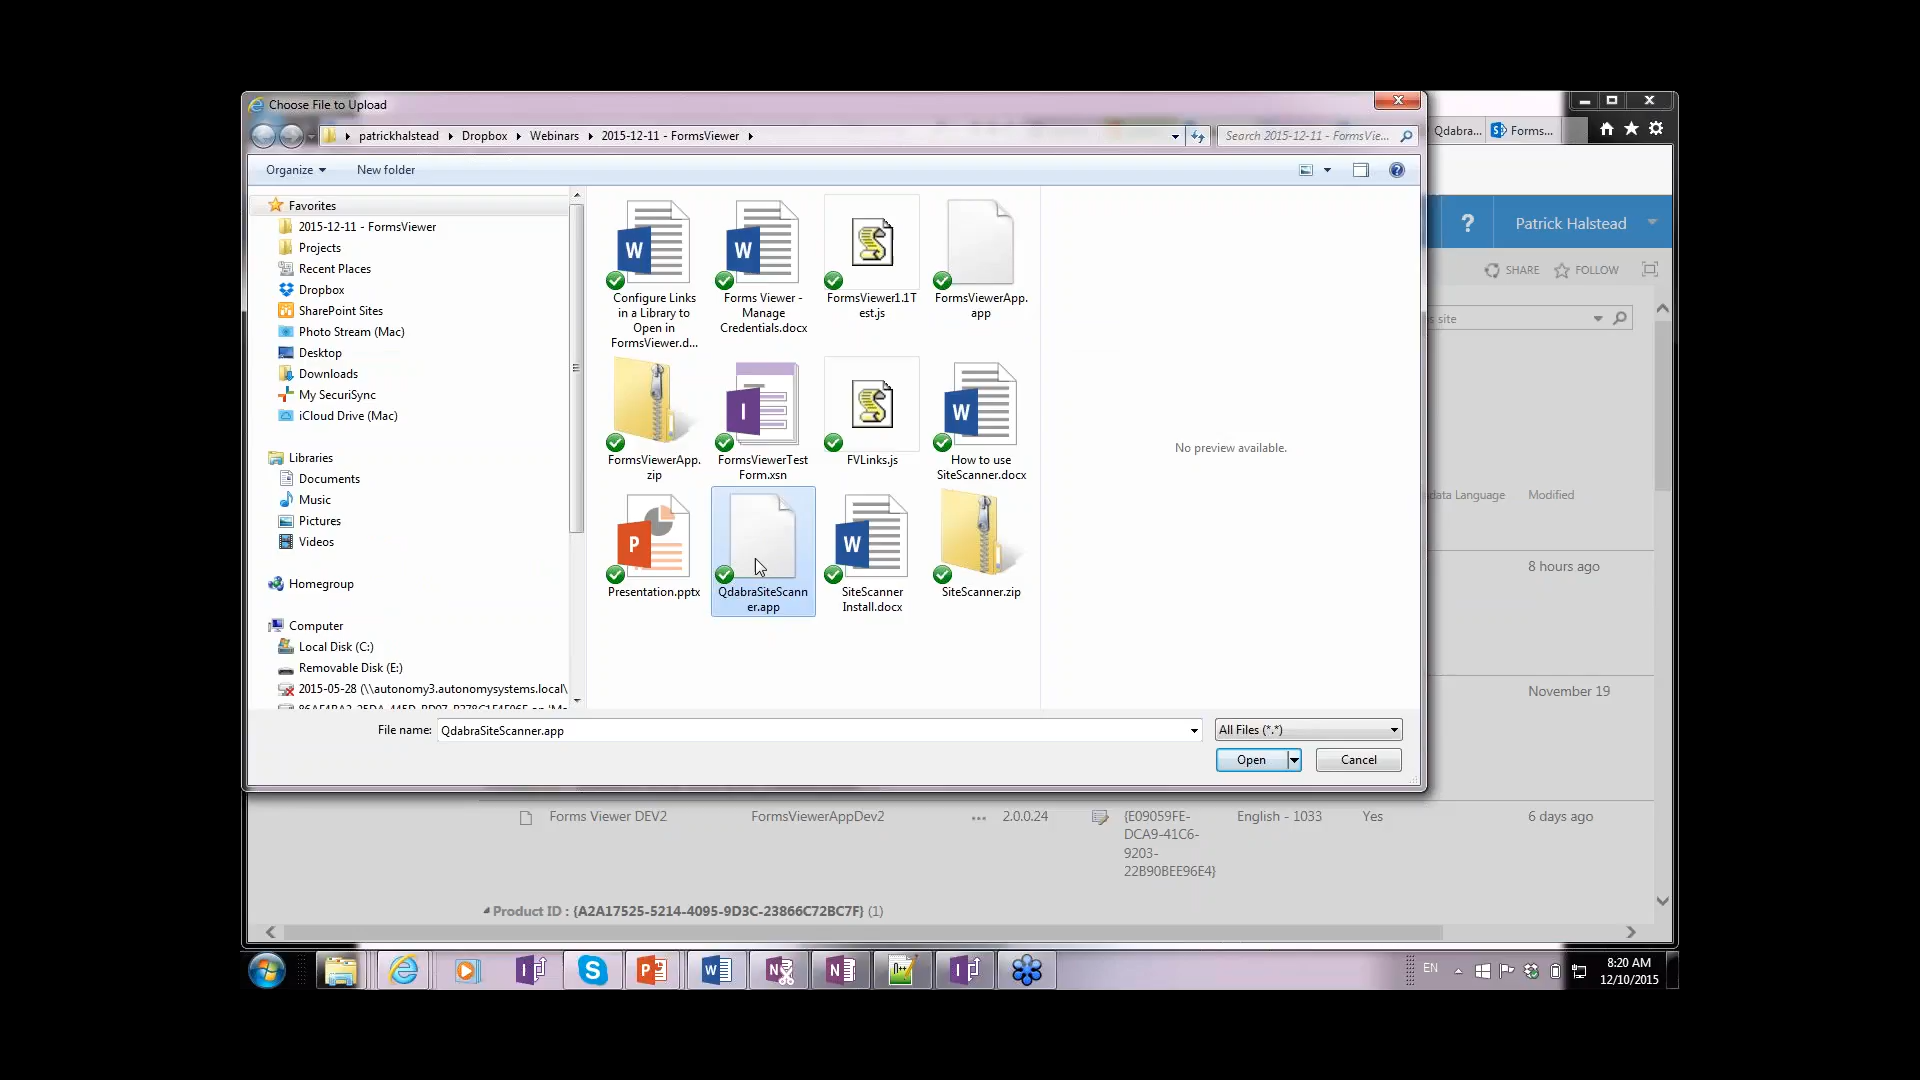 Choose File to Upload
patrickhalstead
Dropbox
Webinars
2015-12-11 - FormsViewer
Search 2015-12-11 - FormsVie...
Qdabra...
Forms...
Organize
New folder
Patrick Halstead
SHARE
FOLLOW
s site
Favorites
2015-12-11 - FormsViewer
Projects
Recent Places
Dropbox
SharePoint Sites
Photo Stream (Mac)
Desktop
Downloads
My SecuriSync
iCloud Drive (Mac)
Libraries
Documents
Music
Pictures
Videos
Homegroup
Computer
Local Disk (C:)
Removable Disk (E:)
2015-05-28 (\\autonomy3.autonomysystems.local\
Configure Links
in a Library to
Open in
FormsViewer.d...
Forms Viewer -
Manage
Credentials.docx
FormsViewer1.1T
est.js
FormsViewerApp.
app
FormsViewerApp.
zip
FormsViewerTest
Form.xsn
FVLinks.js
How to use
SiteScanner.docx
Presentation.pptx
QdabraSiteScann
er.app
SiteScanner
Install.docx
SiteScanner.zip
No preview available.
data Language
Modified
8 hours ago
November 19
File name:
QdabraSiteScanner.app
All Files (*.*)
Open
Cancel
Forms Viewer DEV2
FormsViewerAppDev2
...
2.0.0.24
{E09059FE-
DCA9-41C6-
9203-
22B90BEE96E4}
English - 1033
Yes
6 days ago
Product ID : {A2A17525-5214-4095-9D3C-23866C72BC7F} (1)
EN
8:20 AM
12/10/2015